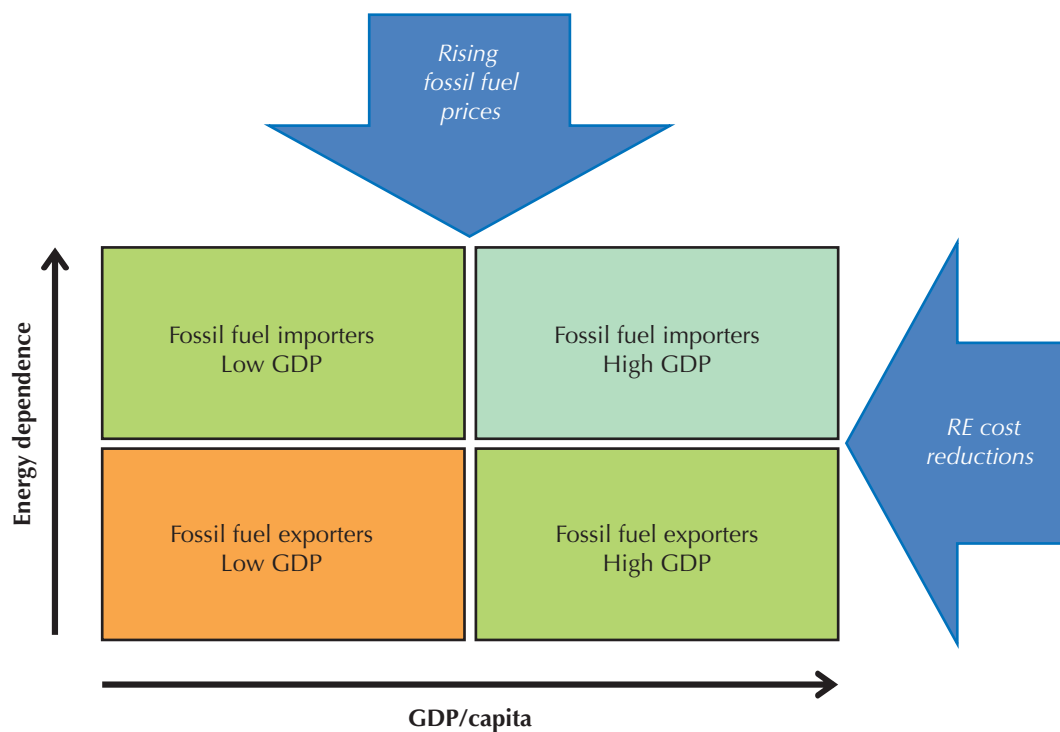 Rising
fossil fuel
prices
Fossil fuel importers
Low GDP
Fossil fuel importers
High GDP
RE cost
reductions
Energy dependence
Fossil fuel exporters
Low GDP
Fossil fuel exporters
High GDP
GDP/capita